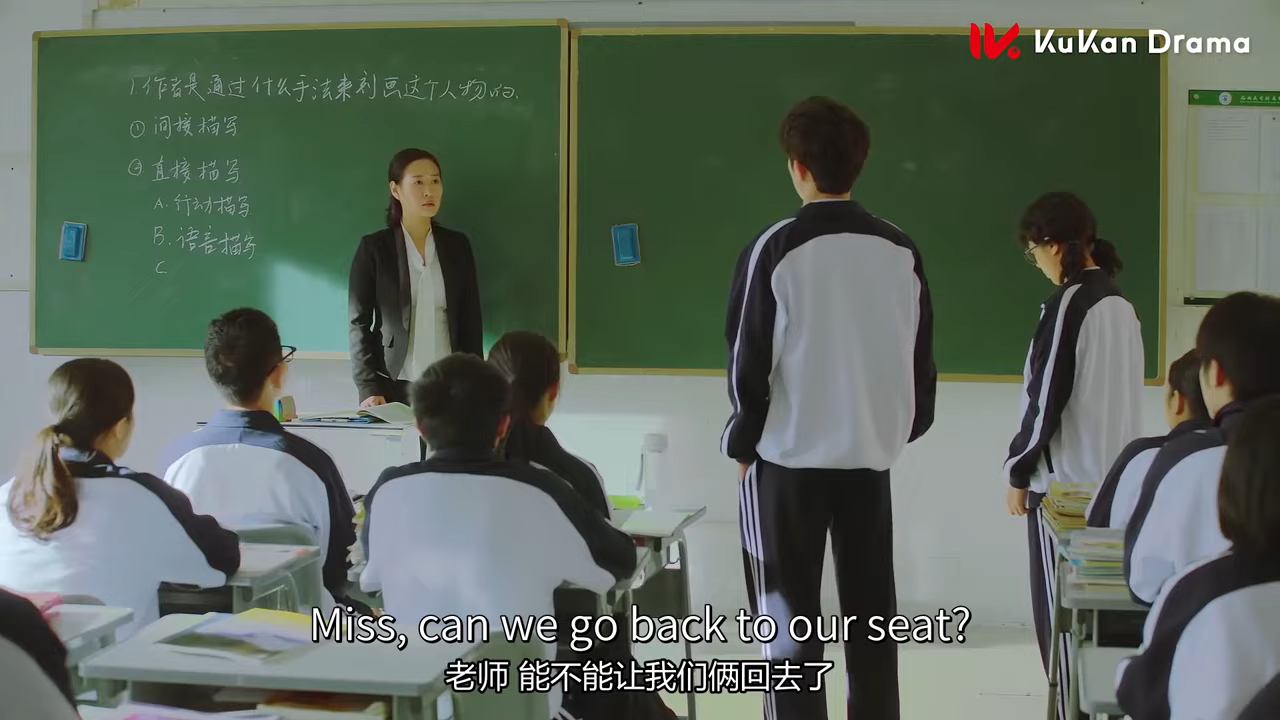 KuKan Drama
1.作者是通过什么手法来刻画这个人物的.
① 间接描写
② 直接描写
A. 行动描写
B. 语言描写
C
Miss, can we go back to our seat?
老师 能不能让我们俩回去了